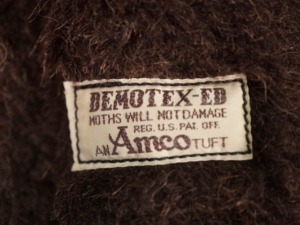 DEMOTEX-ED
MOTHS WILL NOT DAMAGE
REG. U.S. PAT. OFF.
AN Amco TUFT